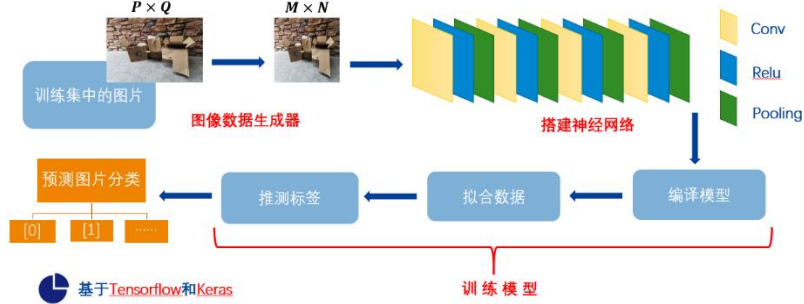 P × Q
M × N
训练集中的图片
图像数据生成器
搭建神经网络
Conv
Relu
Pooling
编译模型
拟合数据
推测标签
预测图片分类
[0]
[1]
……
训 练 模 型
基于Tensorflow和Keras